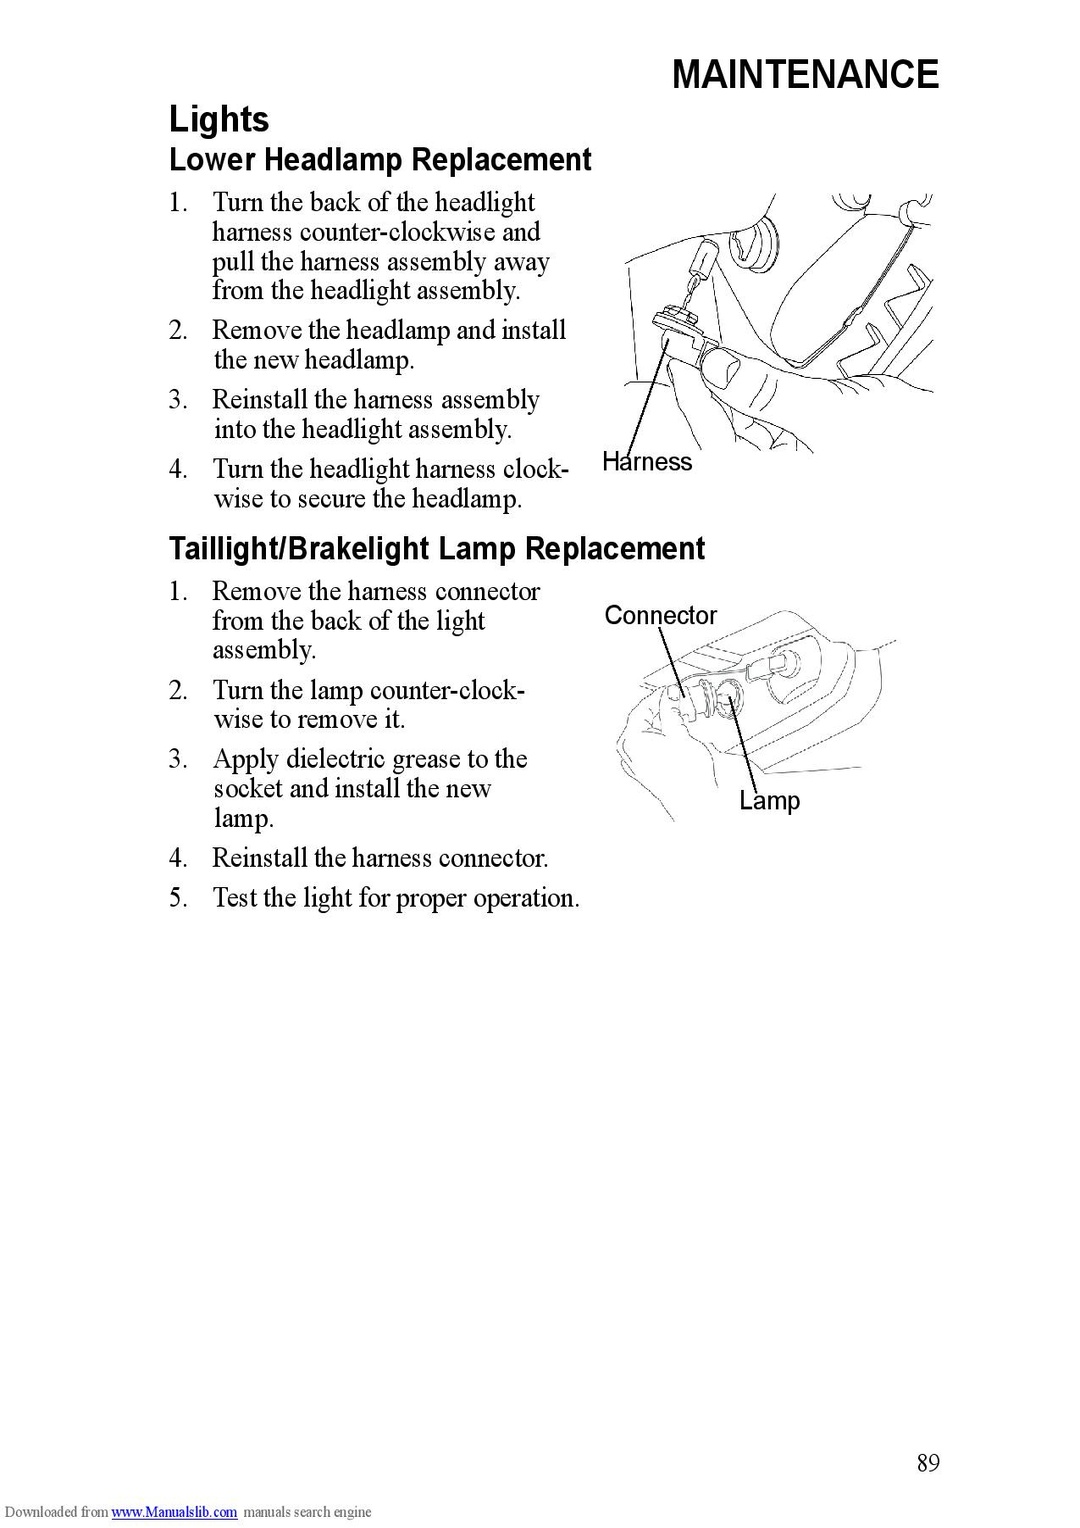 MAINTENANCE
Lights
Lower Headlamp Replacement
1. Turn the back of the headlight
harness counter-clockwise and
pull the harness assembly away
from the headlight assembly.
2. Remove the headlamp and install
the new headlamp.
3. Reinstall the harness assembly
into the headlight assembly.
4. Turn the headlight harness clock-
wise to secure the headlamp.
Harness
Taillight/Brakelight Lamp Replacement
1. Remove the harness connector
from the back of the light
assembly.
2. Turn the lamp counter-clock-
wise to remove it.
3. Apply dielectric grease to the
socket and install the new
lamp.
4. Reinstall the harness connector.
5. Test the light for proper operation.
Connector
Lamp
89
Downloaded from www.Manualslib.com manuals search engine